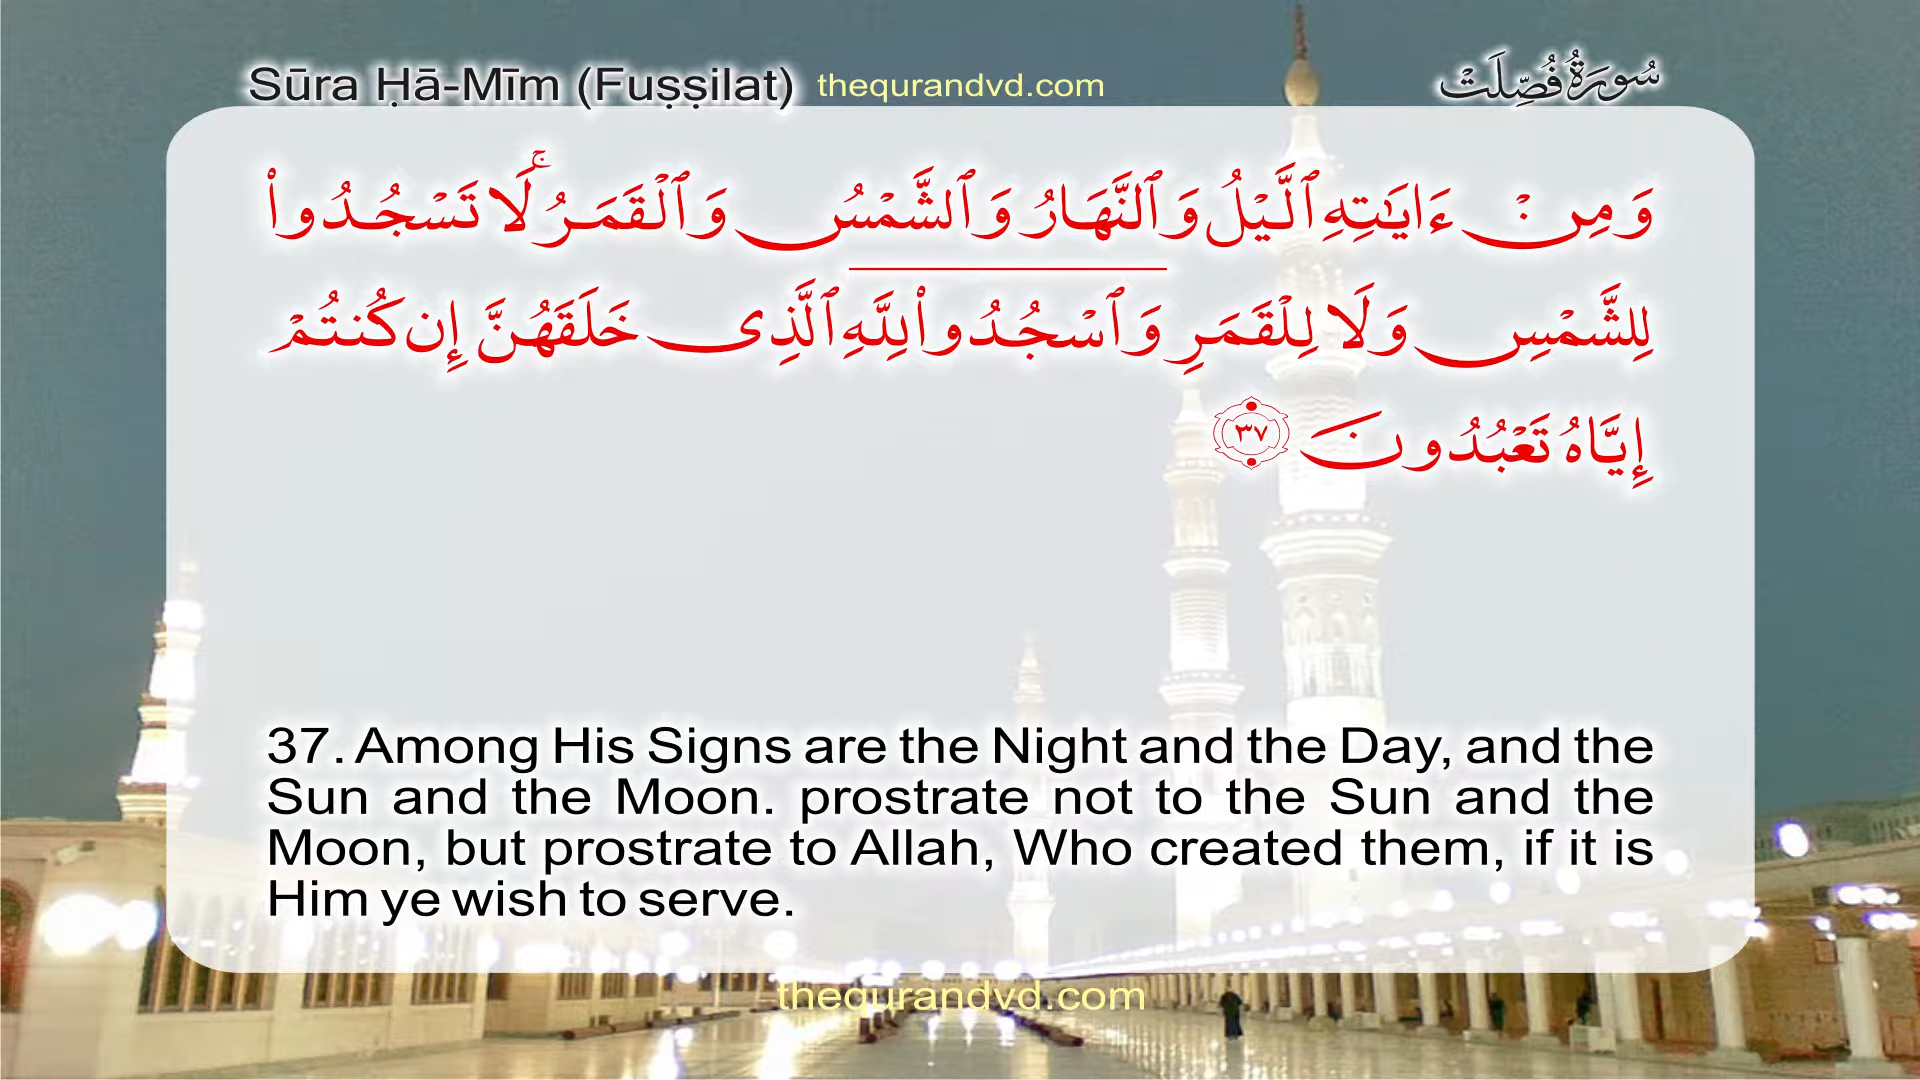 Sūra Ḥā-Mīm (Fuṣṣilat) thequrandvd.com سُورَةُ فُصِّلَتْ
وَمِنْ ءَايَـٰتِهِ ٱلَّيْلُ وَٱلنَّهَارُ وَٱلشَّمْسُ وَٱلْقَمَرُ ۚ لَا تَسْجُدُوا۟
لِلشَّمْسِ وَلَا لِلْقَمَرِ وَٱسْجُدُوا۟ لِلَّهِ ٱلَّذِى خَلَقَهُنَّ إِن كُنتُمْ
إِيَّاهُ تَعْبُدُونَ ٣٧
37. Among His Signs are the Night and the Day, and the
Sun and the Moon. prostrate not to the Sun and the
Moon, but prostrate to Allah, Who created them, if it is
Him ye wish to serve.
thequrandvd.com